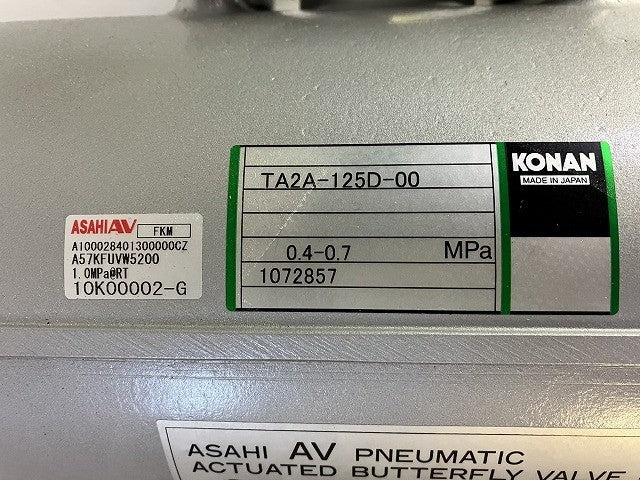 ASAHI AV FKM
A100028401300000CZ
A57KFUVW5200
1.0MPa@RT
10K00002-G
KONAN
MADE IN JAPAN
TA2A-125D-00
0.4-0.7 MPa
1072857
ASAHI AV PNEUMATIC
ACTUATED BUTTERFLY VALVE